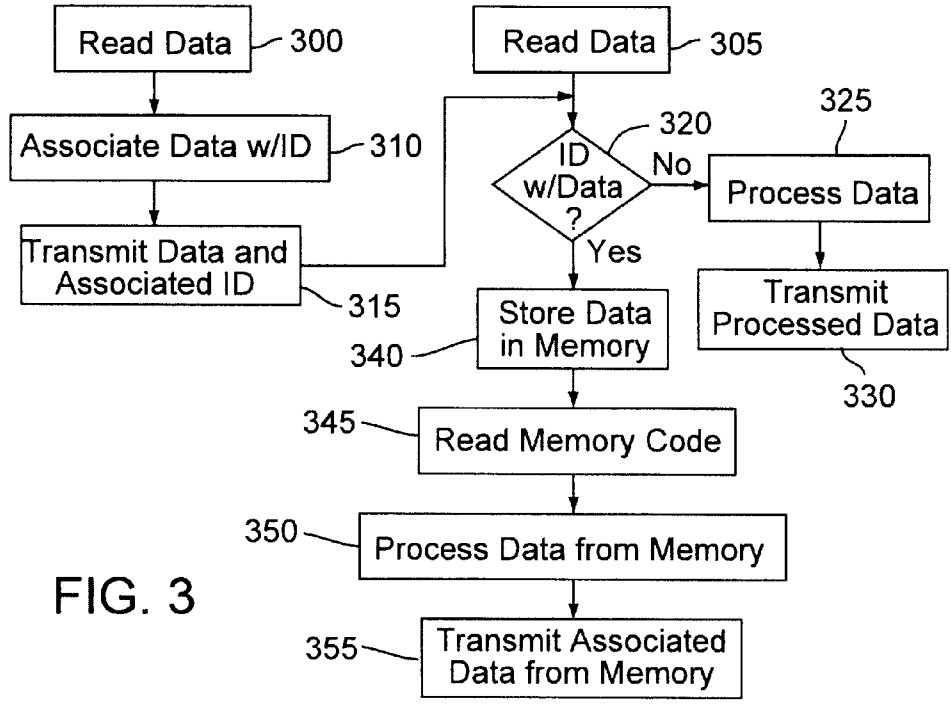 Read Data
300
Associate Data w/ID
310
Transmit Data and
Associated ID
315
Read Data
305
ID
w/Data
?
320
No
Yes
325
Process Data
Transmit
Processed Data
330
Store Data
in Memory
340
345
Read Memory Code
350
Process Data from Memory
355
Transmit Associated
Data from Memory
FIG. 3